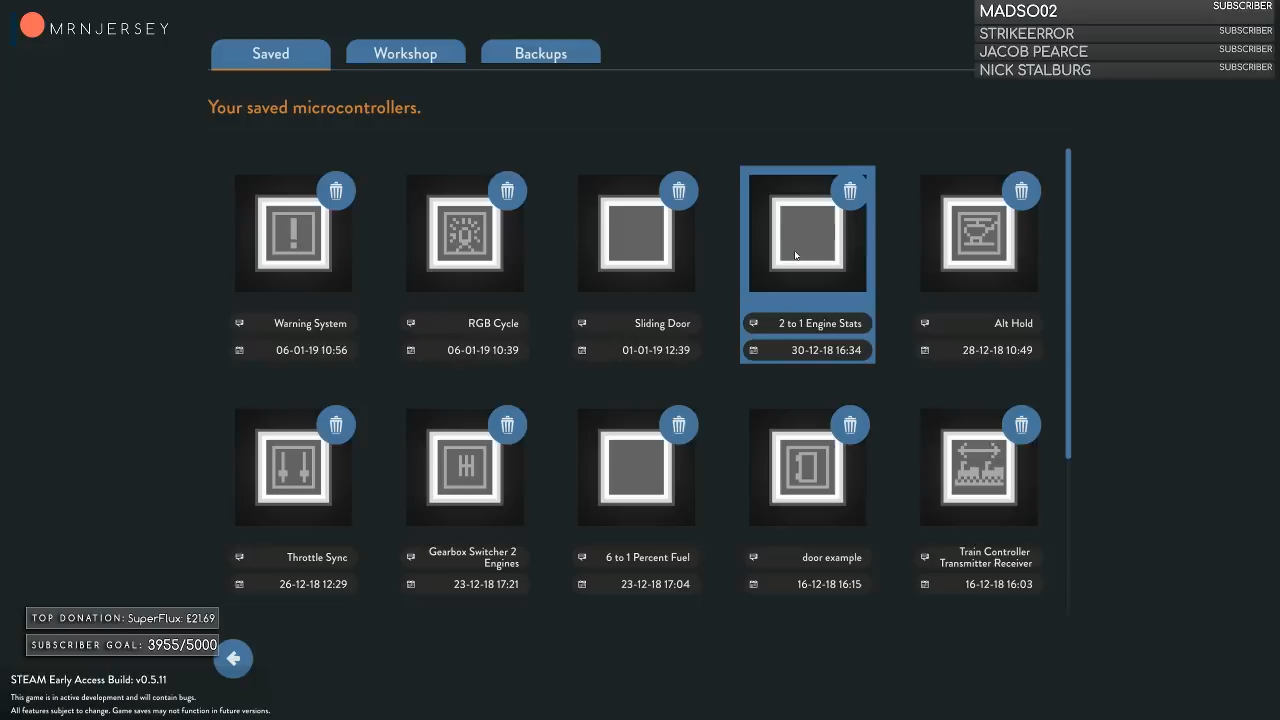 MRNJERSEY
Saved
Workshop
Backups
MADSO02 SUBSCRIBER
STRIKEERROR SUBSCRIBER
JACOB PEARCE SUBSCRIBER
NICK STALBURG SUBSCRIBER
Your saved microcontrollers.
Warning System
06-01-19 10:56
RGB Cycle
06-01-19 10:39
Sliding Door
01-01-19 12:39
2 to 1 Engine Stats
30-12-18 16:34
Alt Hold
28-12-18 10:49
Throttle Sync
26-12-18 12:29
Gearbox Switcher 2
Engines
23-12-18 17:21
6 to 1 Percent Fuel
23-12-18 17:04
door example
16-12-18 16:15
Train Controller
Transmitter Receiver
16-12-18 16:03
TOP DONATION: SuperFlux: £21.69
SUBSCRIBER GOAL: 3955/5000
STEAM Early Access Build: v0.5.11
This game is in active development and will contain bugs.
All features subject to change. Game saves may not function in future versions.